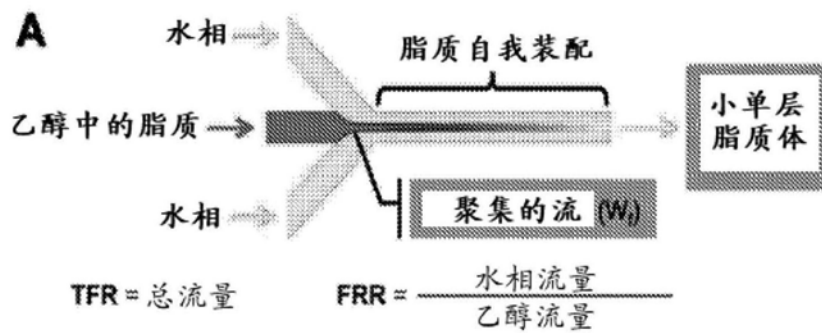 A
水相
脂质自我装配
乙醇中的脂质
小单层
脂质体
水相
聚集的流 (Wf)
TFR = 总流量
FRR = 水相流量
乙醇流量